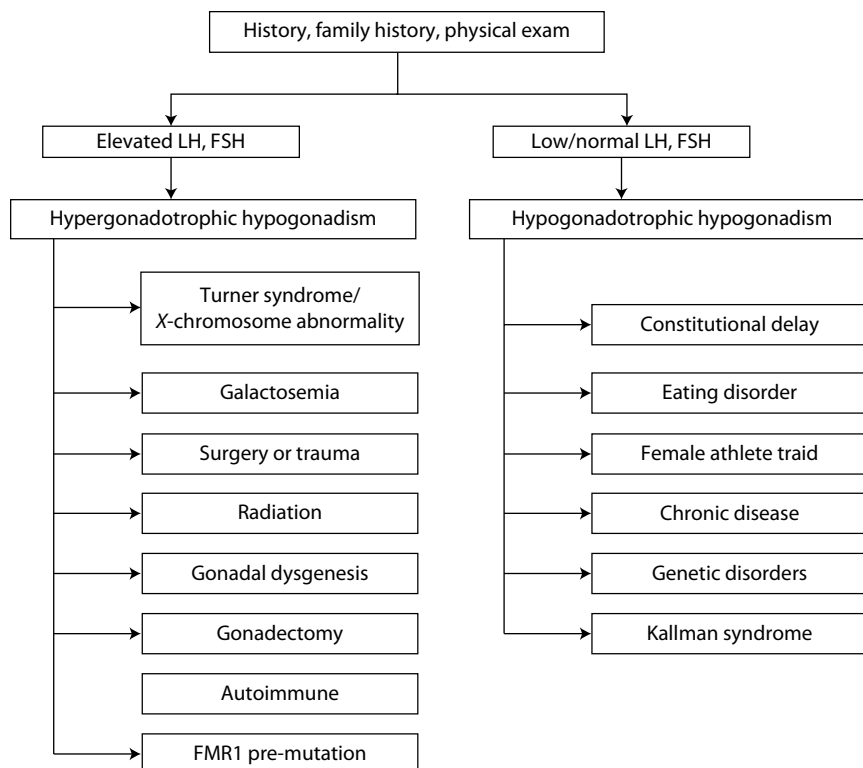 History, family history, physical exam
Elevated LH, FSH
Low/normal LH, FSH
Hypergonadotrophic hypogonadism
Hypogonadotrophic hypogonadism
Turner syndrome/
X-chromosome abnormality
Galactosemia
Surgery or trauma
Radiation
Gonadal dysgenesis
Gonadectomy
Autoimmune
FMR1 pre-mutation
Constitutional delay
Eating disorder
Female athlete traid
Chronic disease
Genetic disorders
Kallman syndrome